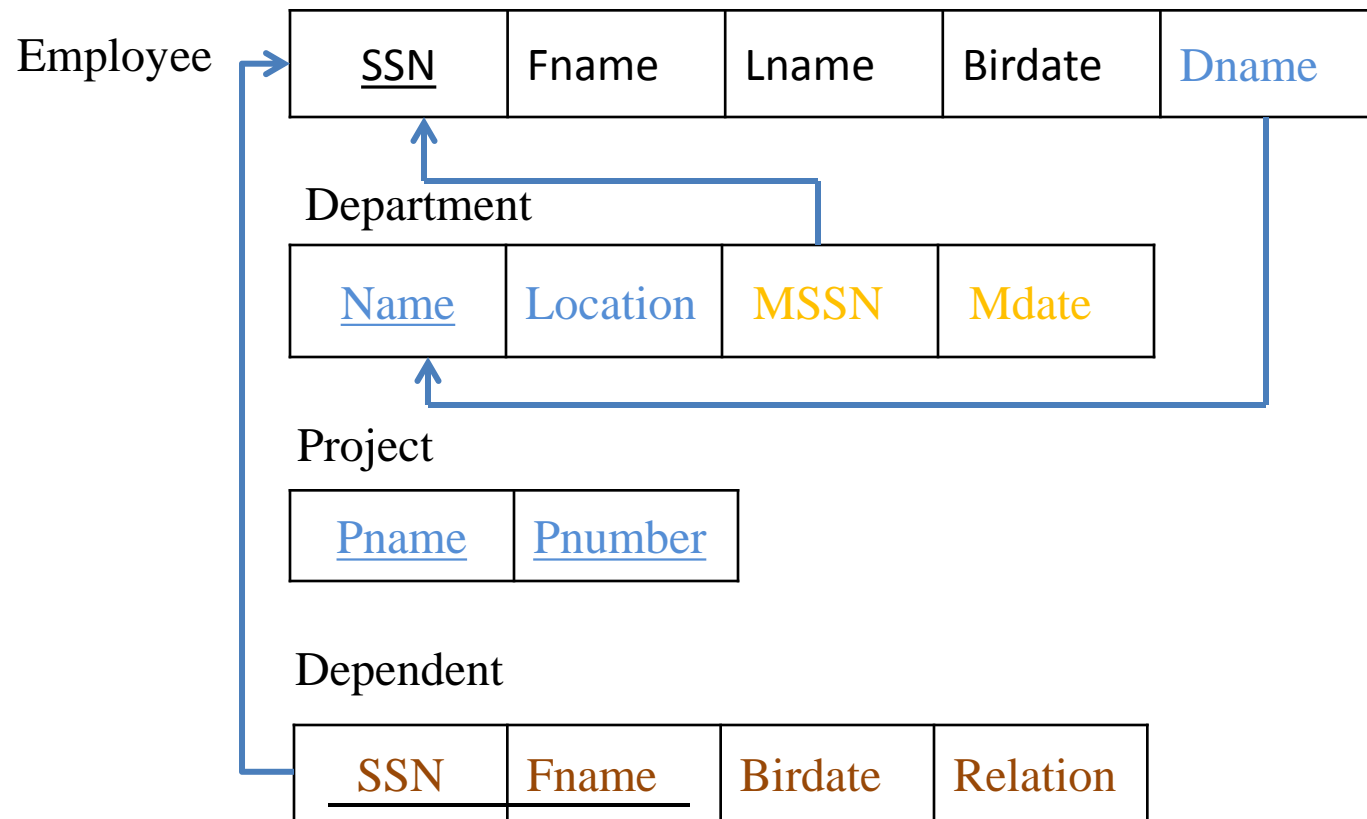 Employee SSN Fname Lname Birdate Dname
Department
Name Location MSSN Mdate
Project
Pname Pnumber
Dependent
SSN Fname Birdate Relation